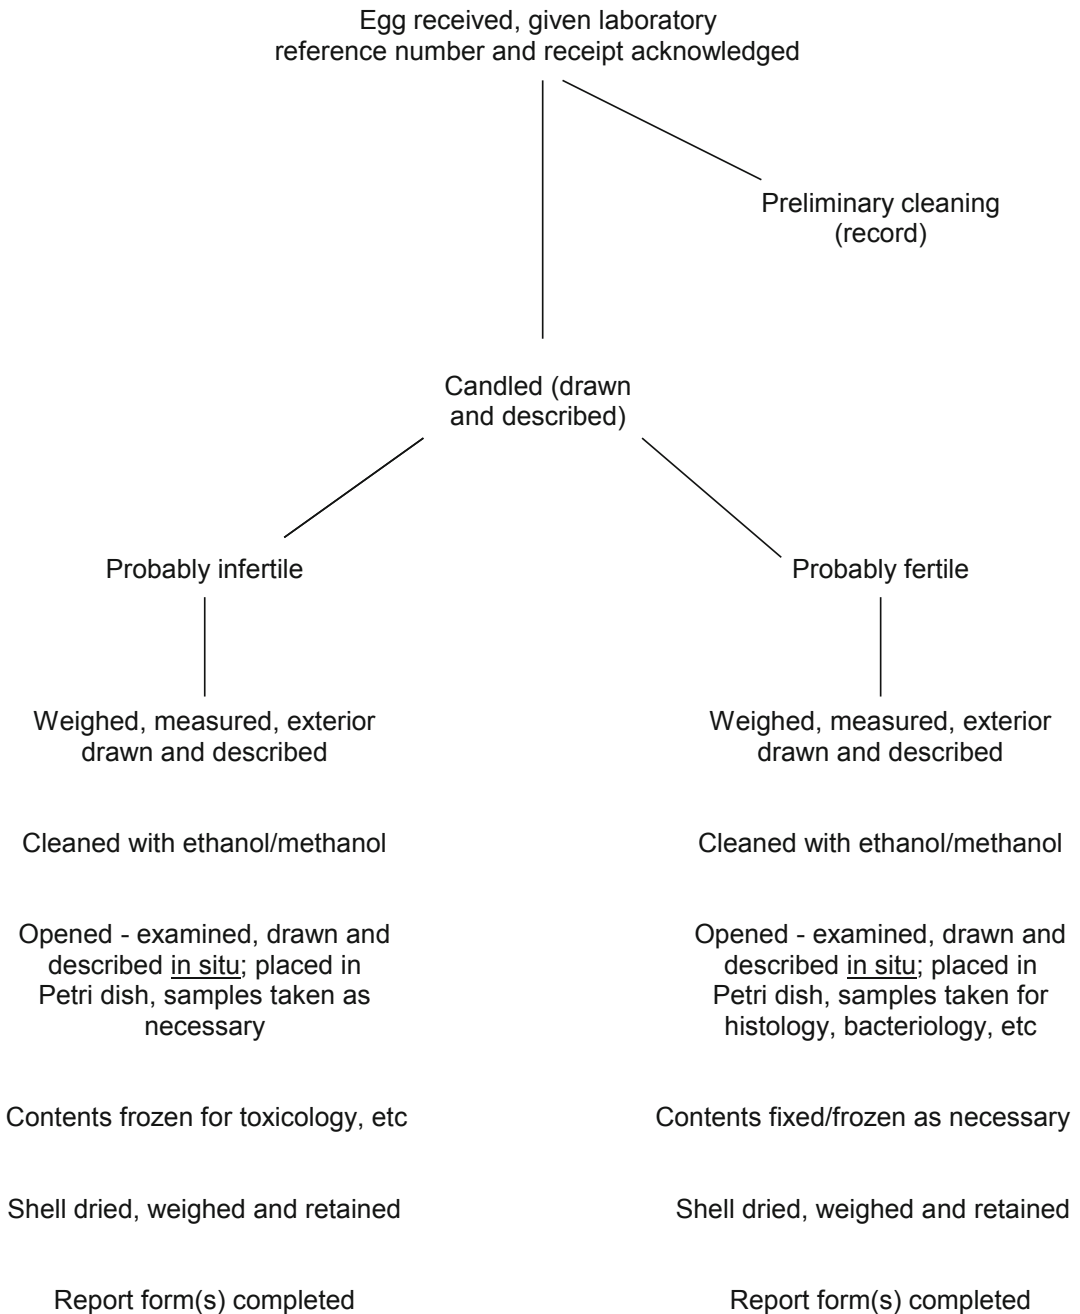 Egg received, given laboratory
reference number and receipt acknowledged
Preliminary cleaning
(record)
Candled (drawn
and described)
Probably infertile
Probably fertile
Weighed, measured, exterior
drawn and described
Weighed, measured, exterior
drawn and described
Cleaned with ethanol/methanol
Cleaned with ethanol/methanol
Opened - examined, drawn and
described in situ; placed in
Petri dish, samples taken as
necessary
Opened - examined, drawn and
described in situ; placed in
Petri dish, samples taken for
histology, bacteriology, etc
Contents frozen for toxicology, etc
Contents fixed/frozen as necessary
Shell dried, weighed and retained
Shell dried, weighed and retained
Report form(s) completed
Report form(s) completed